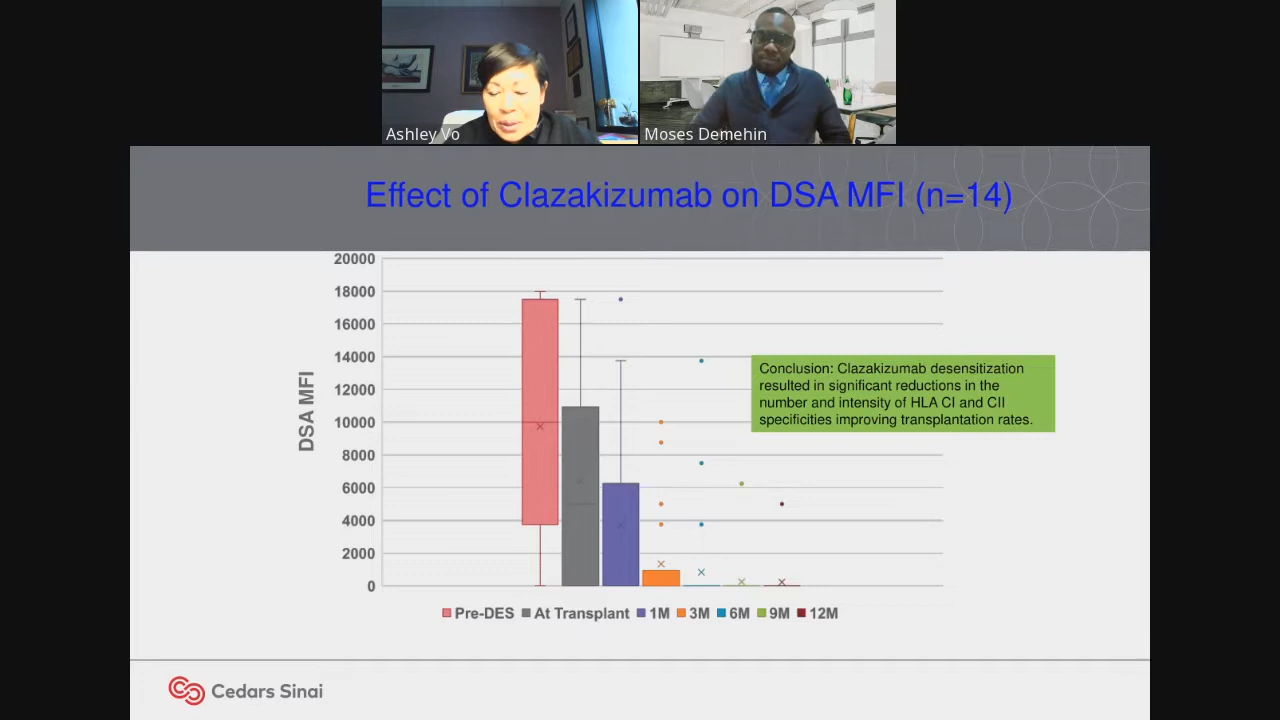 Ashley Vo
Moses Demehin
Effect of Clazakizumab on DSA MFI (n=14)
20000
18000
16000
14000
12000
10000
8000
6000
4000
2000
0
DSA MFI
Conclusion: Clazakizumab desensitization
resulted in significant reductions in the
number and intensity of HLA CI and CII
specificities improving transplantation rates.
Pre-DES At Transplant 1M 3M 6M 9M 12M
Cedars Sinai